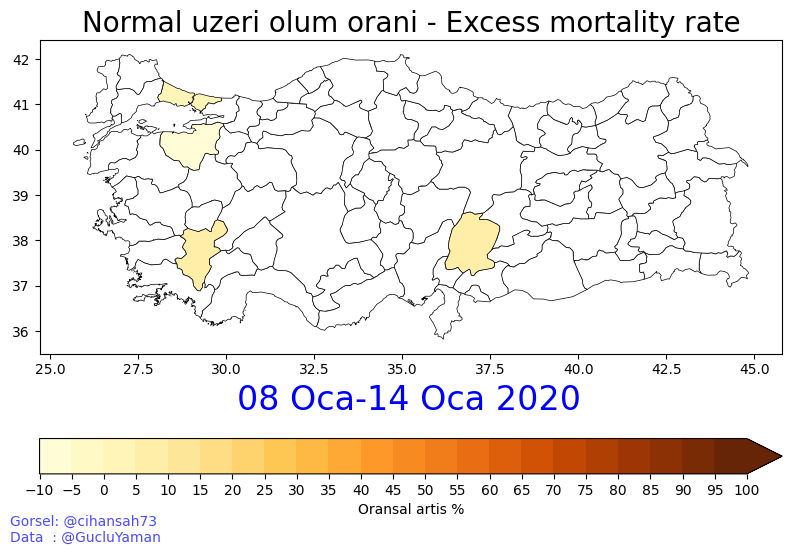 Normal uzeri olum orani - Excess mortality rate
42
41
40
39
38
37
36
25.0 27.5 30.0 32.5 35.0 37.5 40.0 42.5 45.0
08 Oca-14 Oca 2020
−10 −5 0 5 10 15 20 25 30 35 40 45 50 55 60 65 70 75 80 85 90 95 100
Oransal artis %
Gorsel: @cihansah73
Data : @GucluYaman